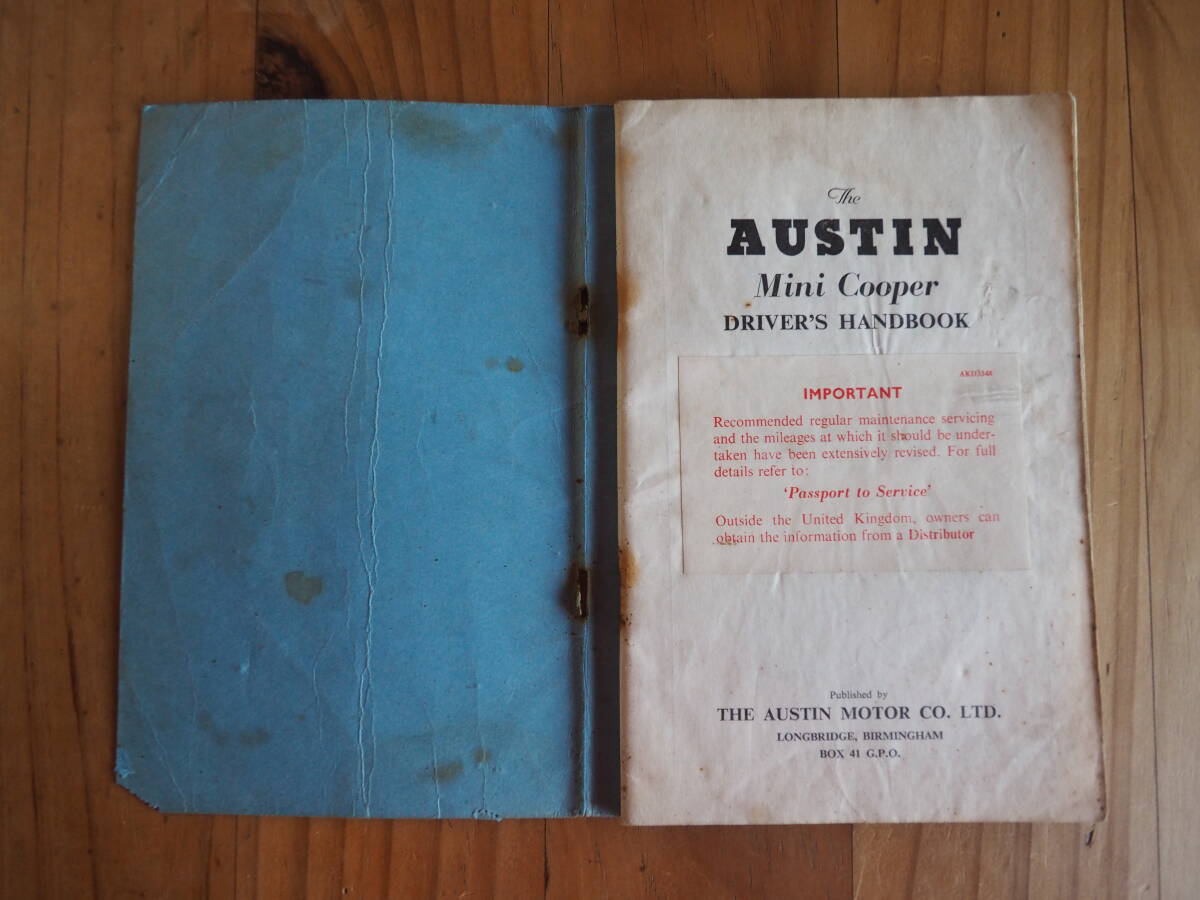 The
AUSTIN
Mini Cooper
DRIVER'S HANDBOOK
AKD3348
IMPORTANT
Recommended regular maintenance servicing
and the mileages at which it should be under-
taken have been extensively revised. For full
details refer to:
'Passport to Service'
Outside the United Kingdom, owners can
obtain the information from a Distributor
Published by
THE AUSTIN MOTOR CO. LTD.
LONGBRIDGE, BIRMINGHAM
BOX 41 G.P.O.